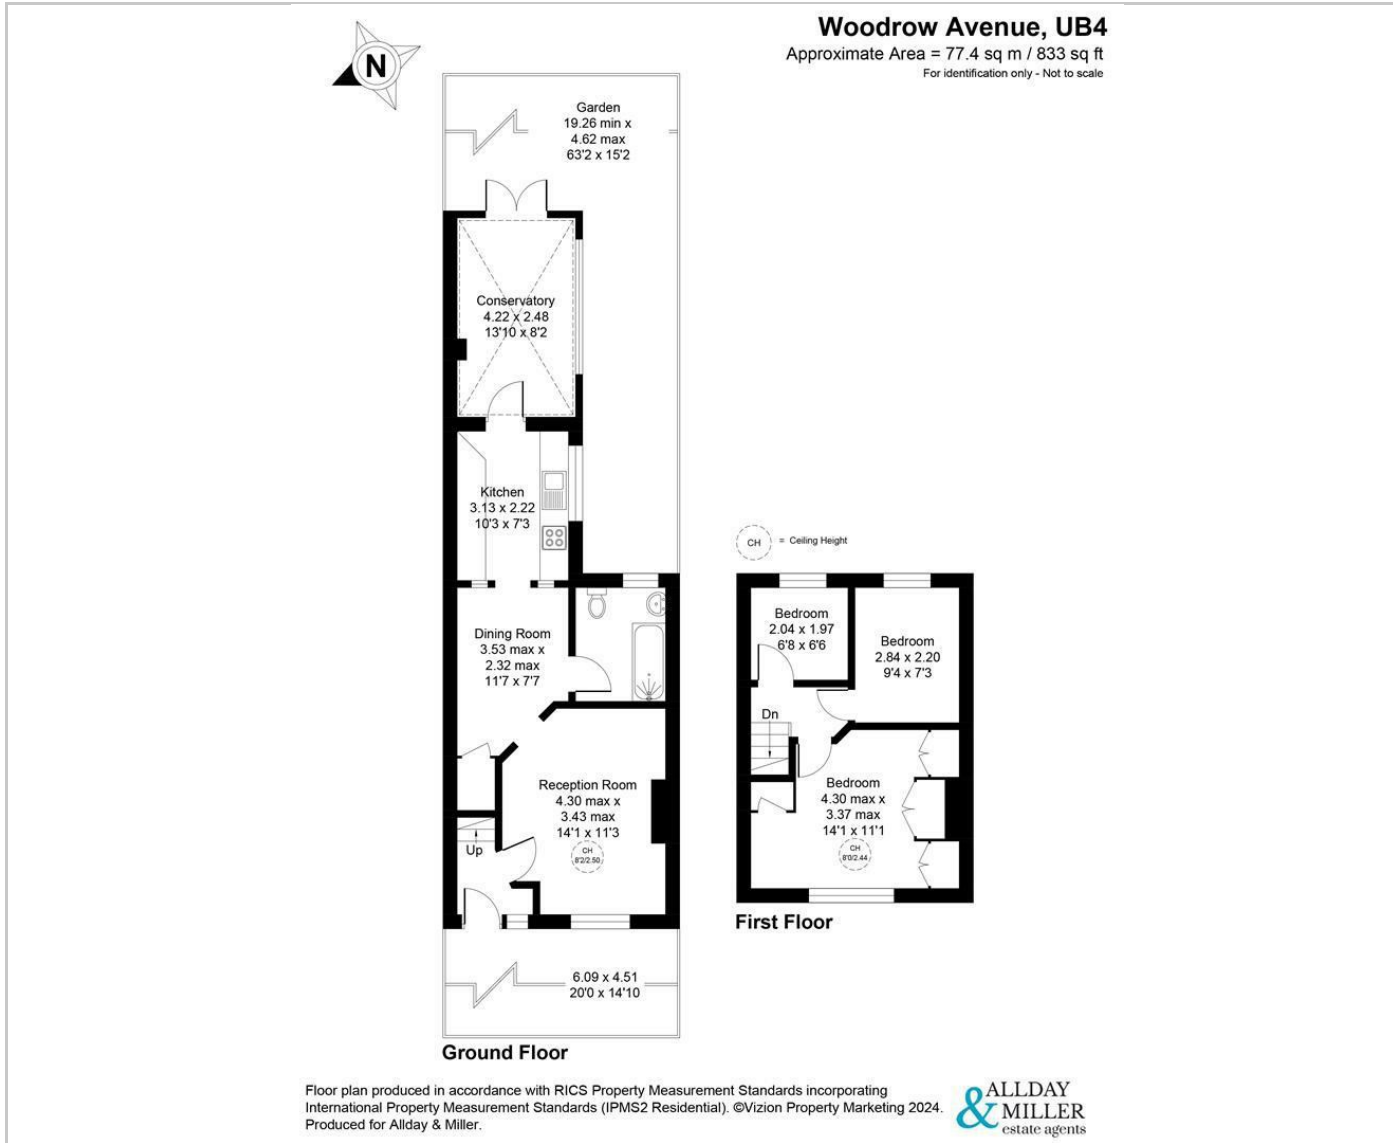 Woodrow Avenue, UB4
Approximate Area = 77.4 sq m / 833 sq ft
For identification only - Not to scale
N
Garden
19.26 min x
4.62 max
63'2 x 15'2
Conservatory
4.22 x 2.48
13'10 x 8'2
Kitchen
3.13 x 2.22
10'3 x 7'3
Dining Room
3.53 max x
2.32 max
11'7 x 7'7
Reception Room
4.30 max x
3.43 max
14'1 x 11'3
CH
8'2/2.50
Up
6.09 x 4.51
20'0 x 14'10
Ground Floor
CH
= Ceiling Height
Bedroom
2.04 x 1.97
6'8 x 6'6
Bedroom
2.84 x 2.20
9'4 x 7'3
Dn
Bedroom
4.30 max x
3.37 max
14'1 x 11'1
CH
8'0/2.44
First Floor
Floor plan produced in accordance with RICS Property Measurement Standards incorporating
International Property Measurement Standards (IPMS2 Residential). ©Vizion Property Marketing 2024.
Produced for Allday & Miller.
ALLDAY
& MILLER
estate agents